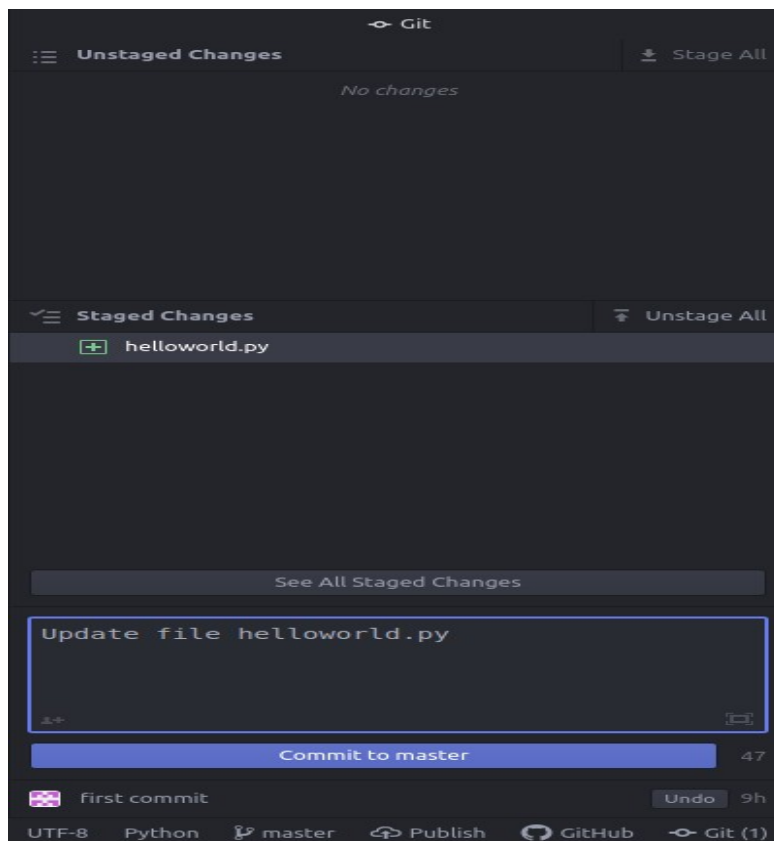 Git
Unstaged Changes Stage All
No changes
Staged Changes Unstage All
helloworld.py
See All Staged Changes
Update file helloworld.py
Commit to master 47
first commit Undo 9h
UTF-8 Python master Publish GitHub Git (1)